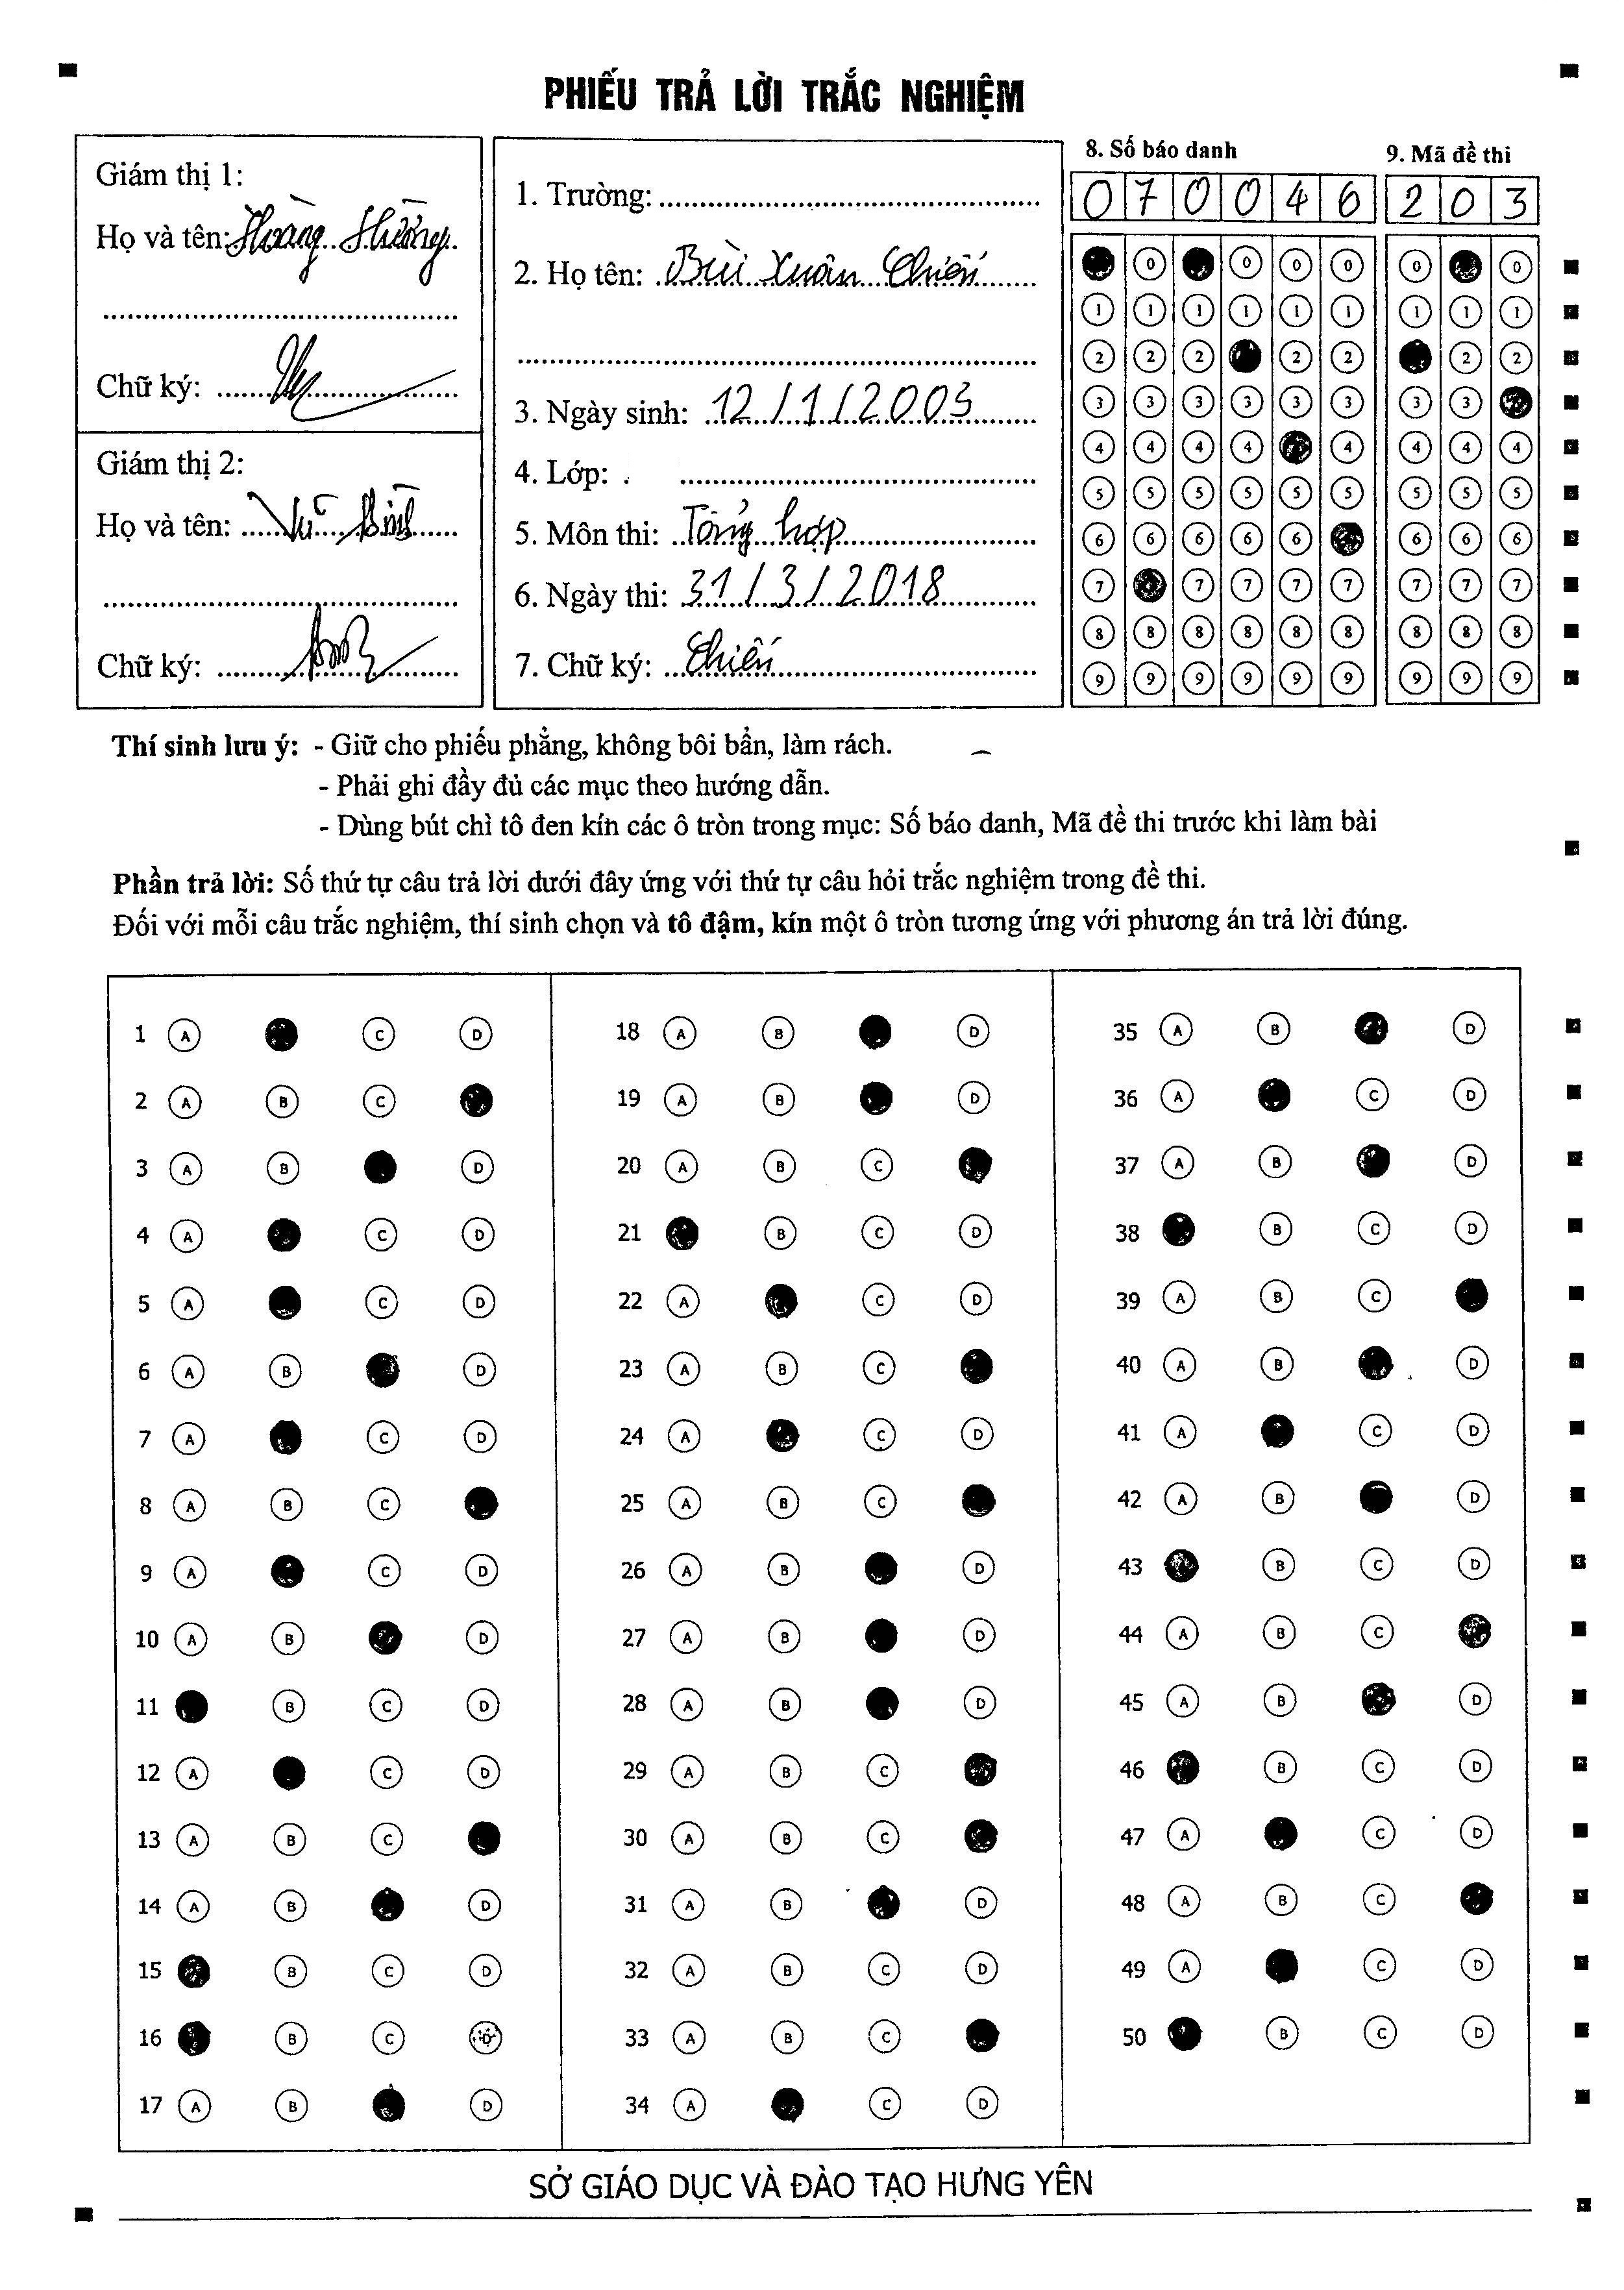 PHIẾU TRẢ LỜI TRẮC NGHIỆM
Giám thị 1:
Họ và tên: Hoàng Hường
Chữ ký:
Giám thị 2:
Họ và tên: Vũ
Chữ ký:
1. Trường:
2. Họ tên: Bùi Xuân Chiến
3. Ngày sinh: 12/1/2003
4. Lớp:
5. Môn thi: Tổng hợp
6. Ngày thi: 31/3/2018
7. Chữ ký: Chiến
8. Số báo danh
9. Mã đề thi
0 7 0 0 4 6 2 0 3
0 0 0 0 0 0
1 1 1 1 1 1 1 1 1
2 2 2 2 2 2 2
3 3 3 3 3 3 3 3
4 4 4 4 4 4 4 4
5 5 5 5 5 5 5 5 5
6 6 6 6 6 6 6 6
7 7 7 7 7 7 7 7
8 8 8 8 8 8 8 8 8
9 9 9 9 9 9 9 9 9
Thí sinh lưu ý: - Giữ cho phiếu phẳng, không bôi bẩn, làm rách.
- Phải ghi đầy đủ các mục theo hướng dẫn.
- Dùng bút chì tô đen kín các ô tròn trong mục: Số báo danh, Mã đề thi trước khi làm bài
Phần trả lời: Số thứ tự câu trả lời dưới đây ứng với thứ tự câu hỏi trắc nghiệm trong đề thi.
Đối với mỗi câu trắc nghiệm, thí sinh chọn và tô đậm, kín một ô tròn tương ứng với phương án trả lời đúng.
1 A C D
2 A B C
3 A B D
4 A C D
5 A C D
6 A B D
7 A C D
8 A B C
9 A C D
10 A B D
11 B C D
12 A C D
13 A B C
14 A B D
15 B C D
16 B C D
17 A B D
18 A B D
19 A B D
20 A B C
21 B C D
22 A C D
23 A B C
24 A C D
25 A B C
26 A B D
27 A B D
28 A B D
29 A B C
30 A B C
31 A B D
32 A B C D
33 A B C
34 A C D
35 A B D
36 A C D
37 A B D
38 B C D
39 A B C
40 A B D
41 A C D
42 A B D
43 B C D
44 A B C
45 A B D
46 B C D
47 A C D
48 A B C
49 A C D
50 B C D
SỞ GIÁO DỤC VÀ ĐÀO TẠO HƯNG YÊN